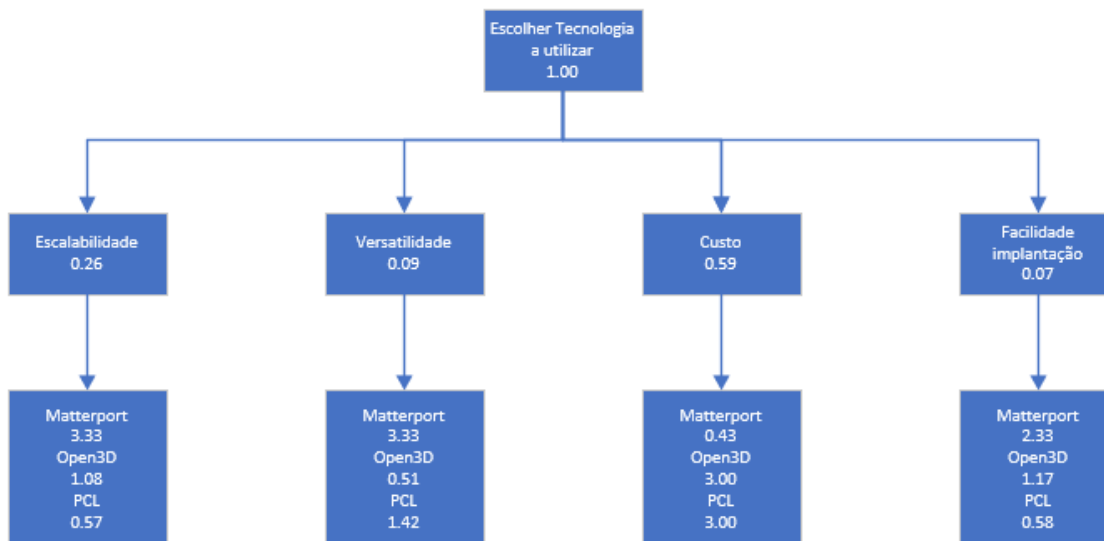 Escolher Tecnologia
a utilizar
1.00
Escalabilidade
0.26
Versatilidade
0.09
Custo
0.59
Facilidade
implantação
0.07
Matterport
3.33
Open3D
1.08
PCL
0.57
Matterport
3.33
Open3D
0.51
PCL
1.42
Matterport
0.43
Open3D
3.00
PCL
3.00
Matterport
2.33
Open3D
1.17
PCL
0.58